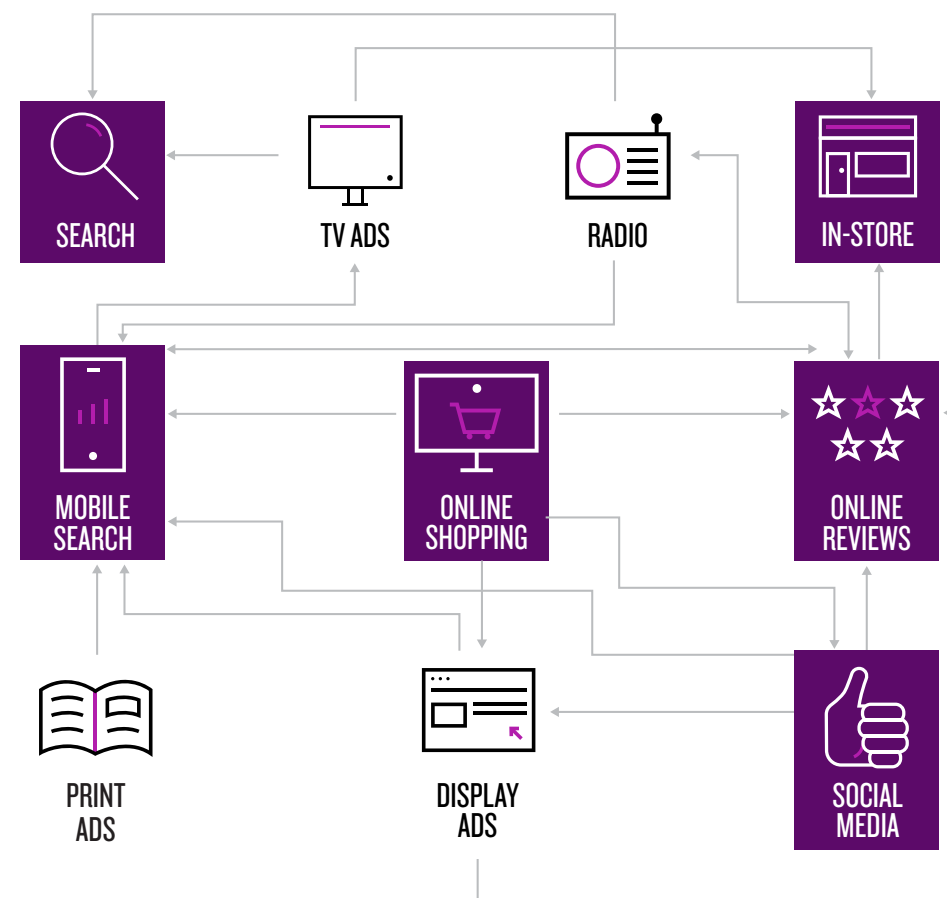 SEARCH
TV ADS
RADIO
IN-STORE
MOBILE
SEARCH
ONLINE
SHOPPING
ONLINE
REVIEWS
PRINT
ADS
DISPLAY
ADS
SOCIAL
MEDIA